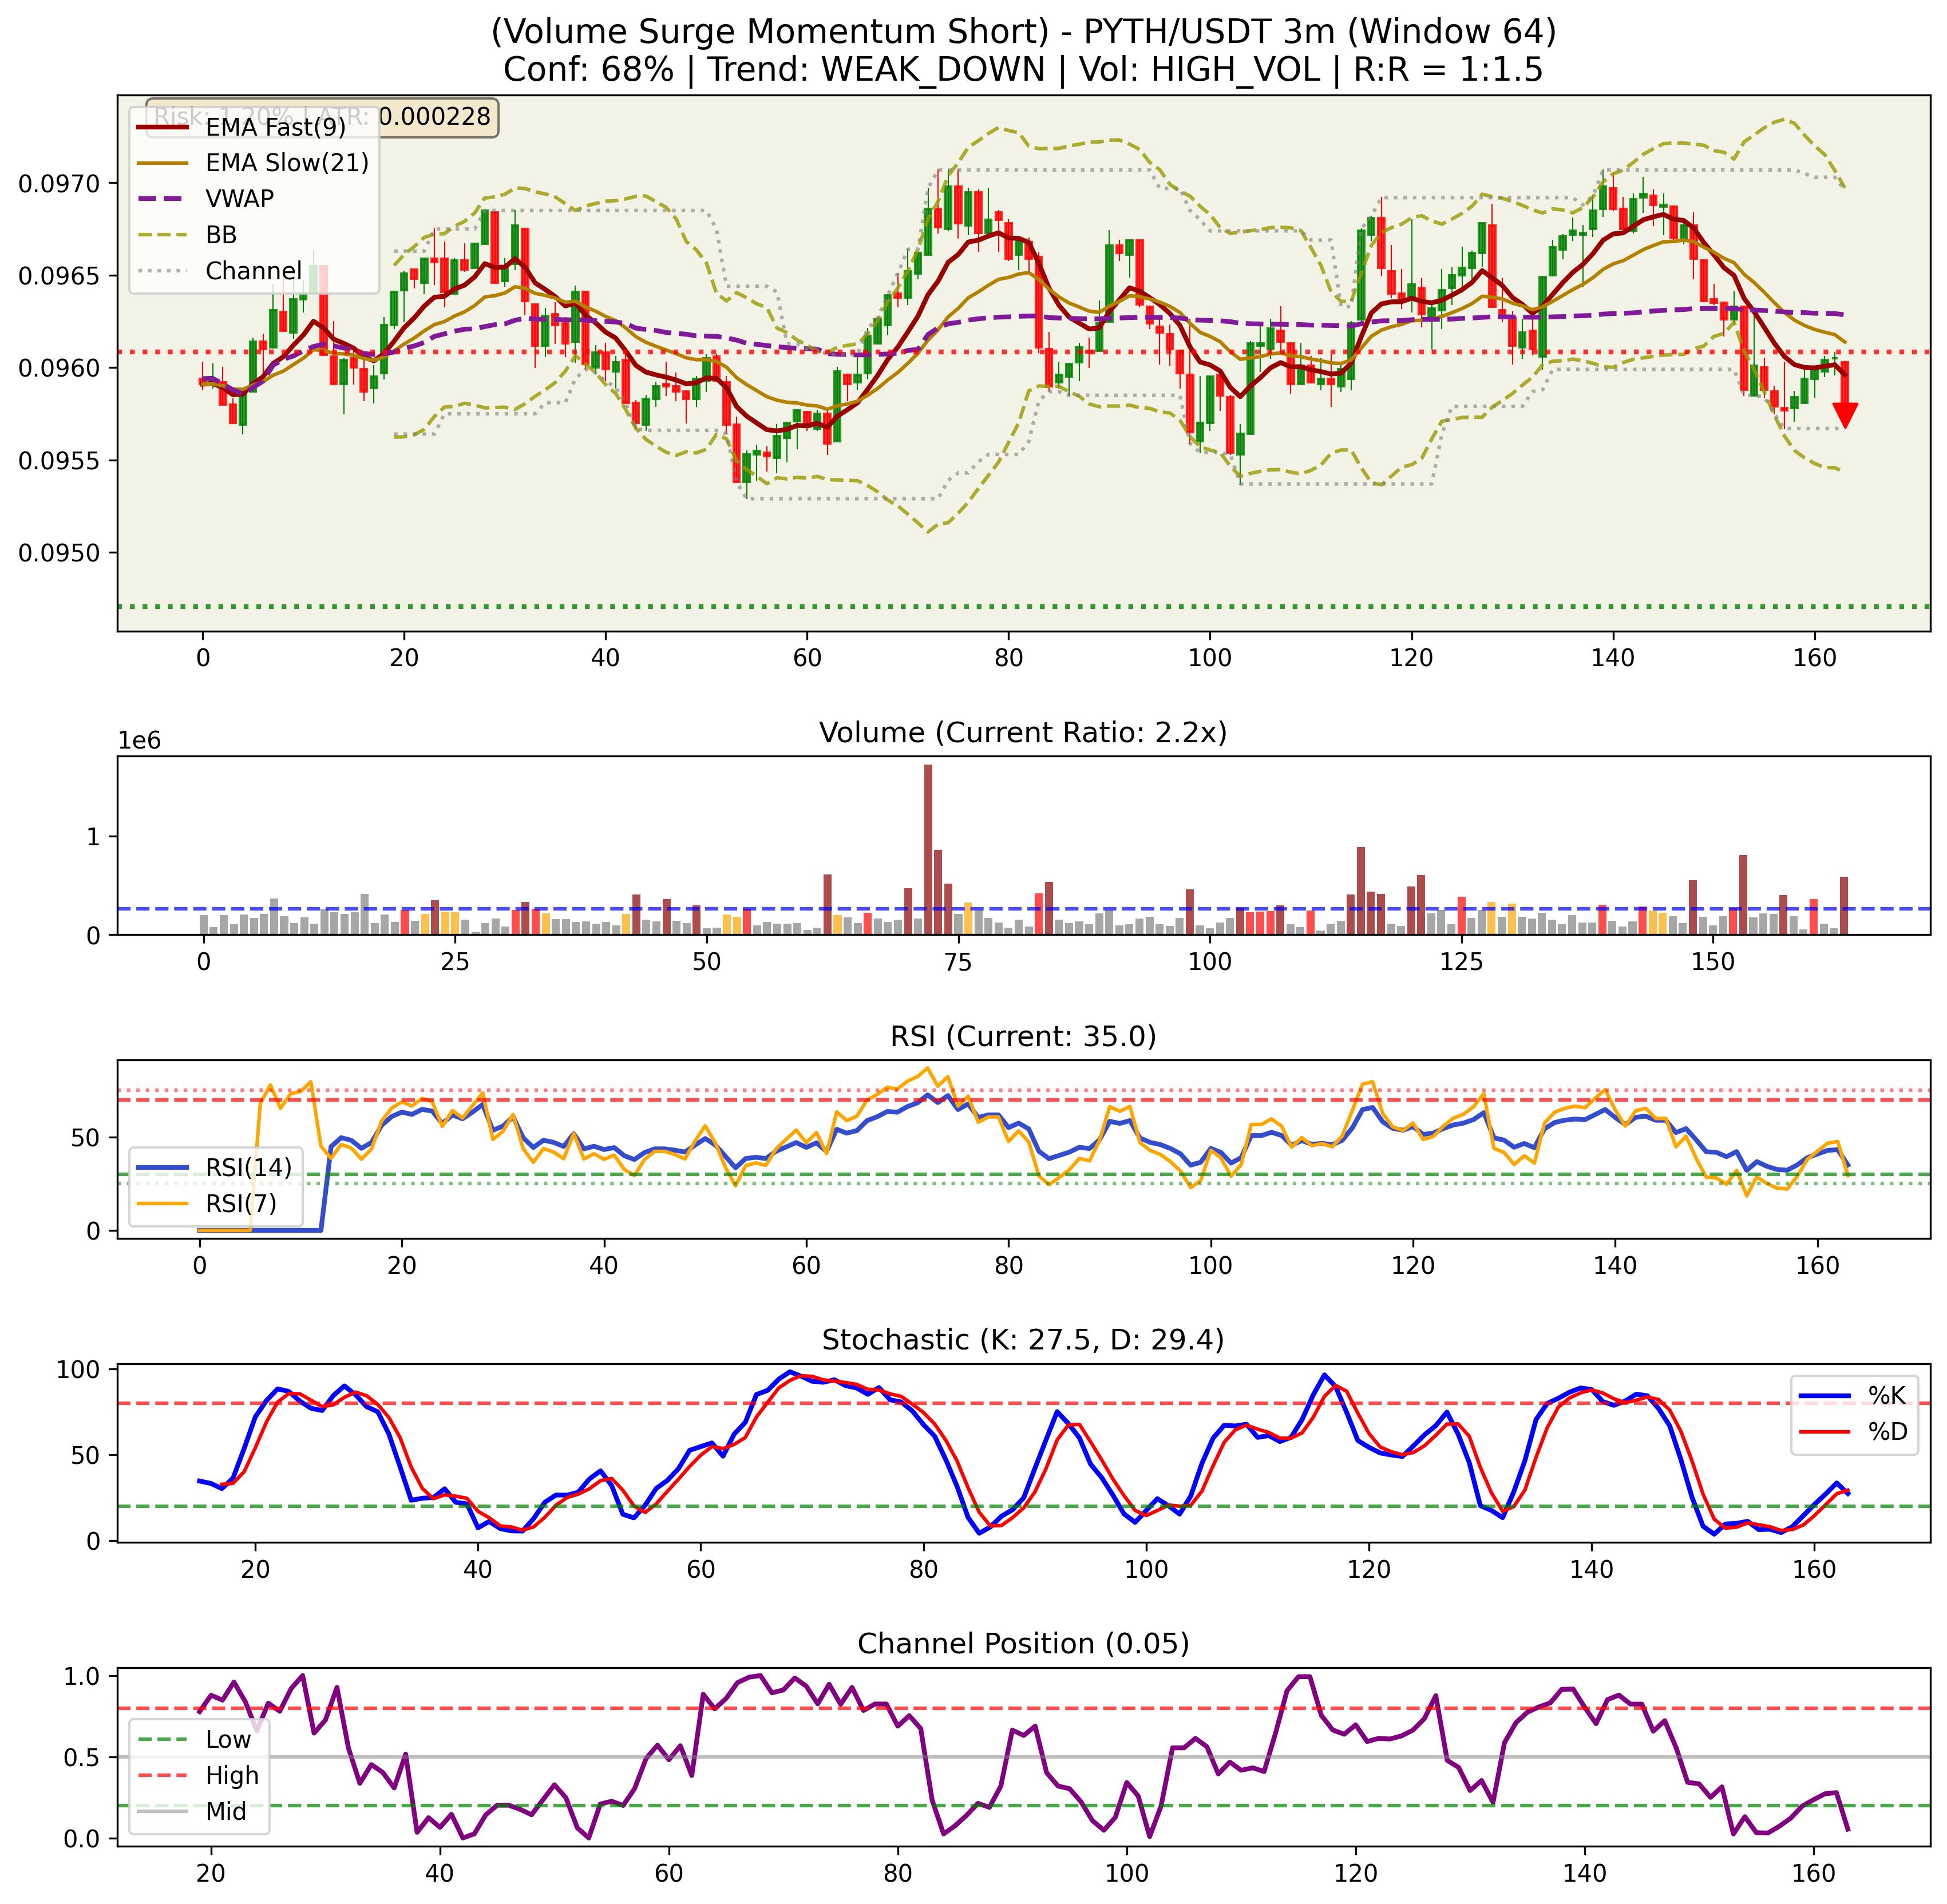 (Volume Surge Momentum Short) - PYTH/USDT 3m (Window 64)
Conf: 68% | Trend: WEAK_DOWN | Vol: HIGH_VOL | R:R = 1:1.5
Risk: 1.20% | ATR: 0.000228
EMA Fast(9)
EMA Slow(21)
VWAP
BB
Channel
0.0970
0.0965
0.0960
0.0955
0.0950
0 20 40 60 80 100 120 140 160
Volume (Current Ratio: 2.2x)
1e6
1
0
0 25 50 75 100 125 150
RSI (Current: 35.0)
50
0
RSI(14)
RSI(7)
0 20 40 60 80 100 120 140 160
Stochastic (K: 27.5, D: 29.4)
100
50
0
%K
%D
20 40 60 80 100 120 140 160
Channel Position (0.05)
1.0
0.5
0.0
Low
High
Mid
20 40 60 80 100 120 140 160